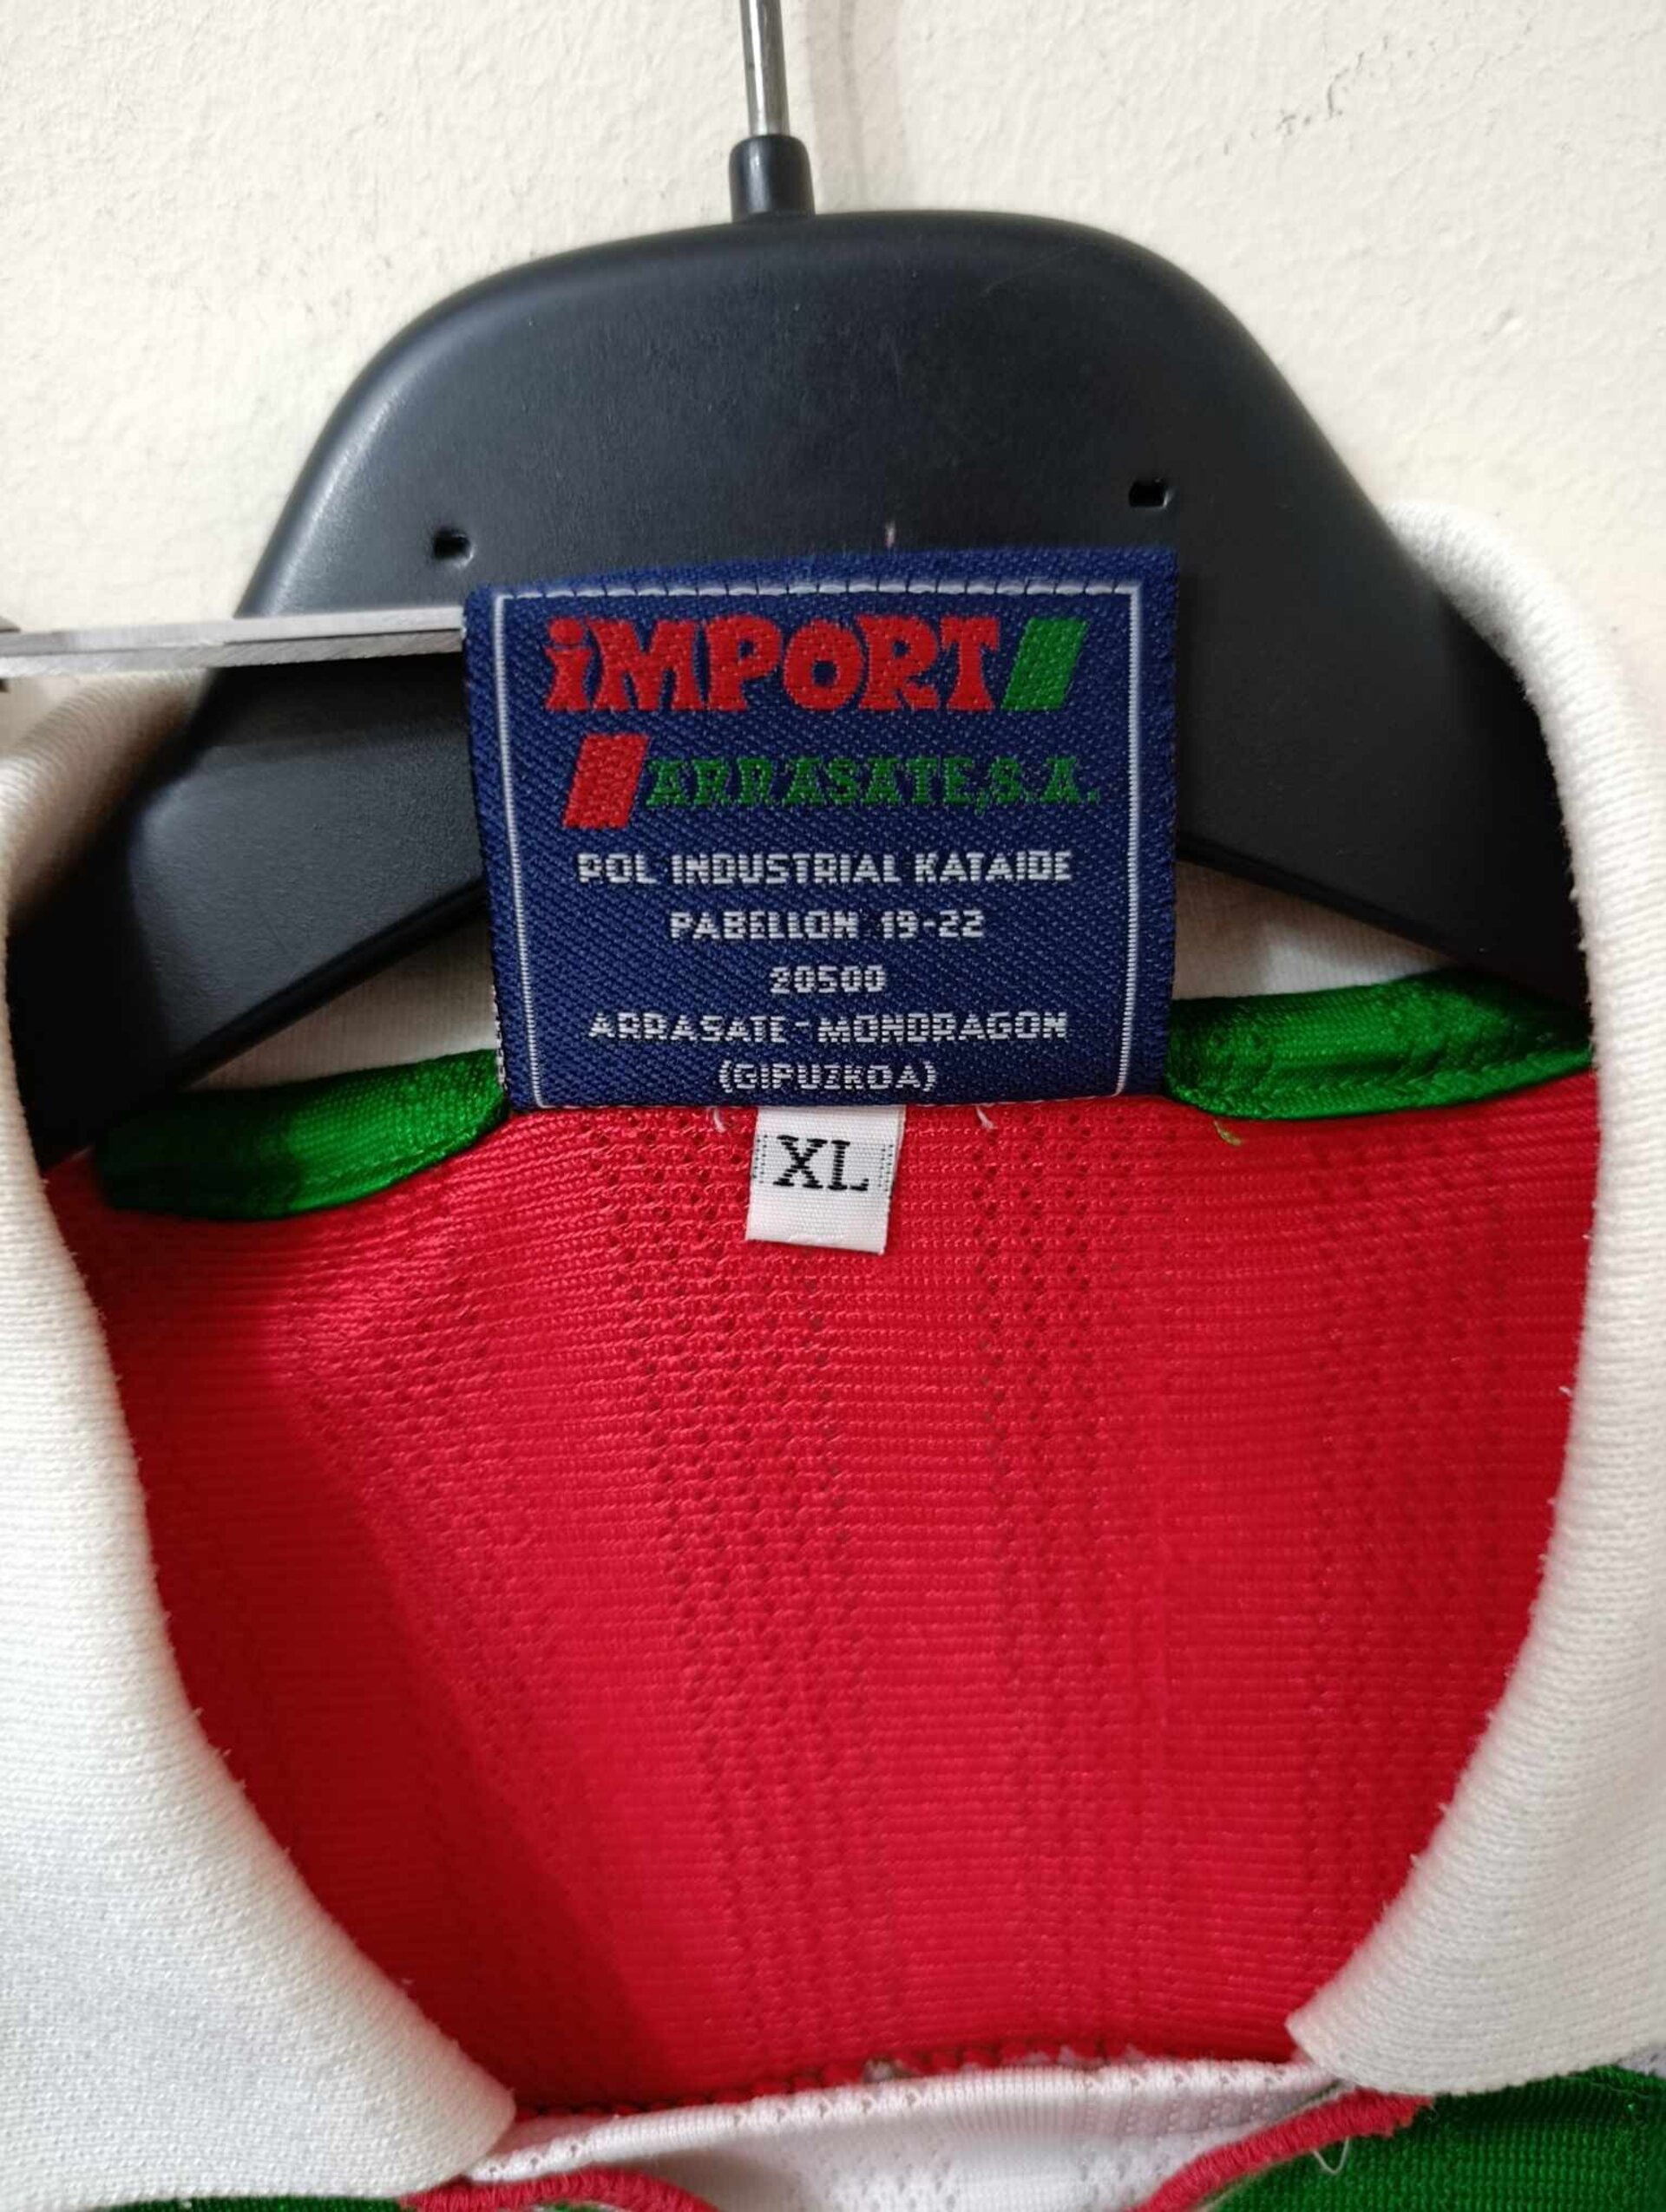 iMPORT
ARRASATE,S.A.
POL INDUSTRIAL KATAIDE
PABELLON 19-22
20500
ARRASATE-MONDRAGON
(GIPUZKOA)
XL